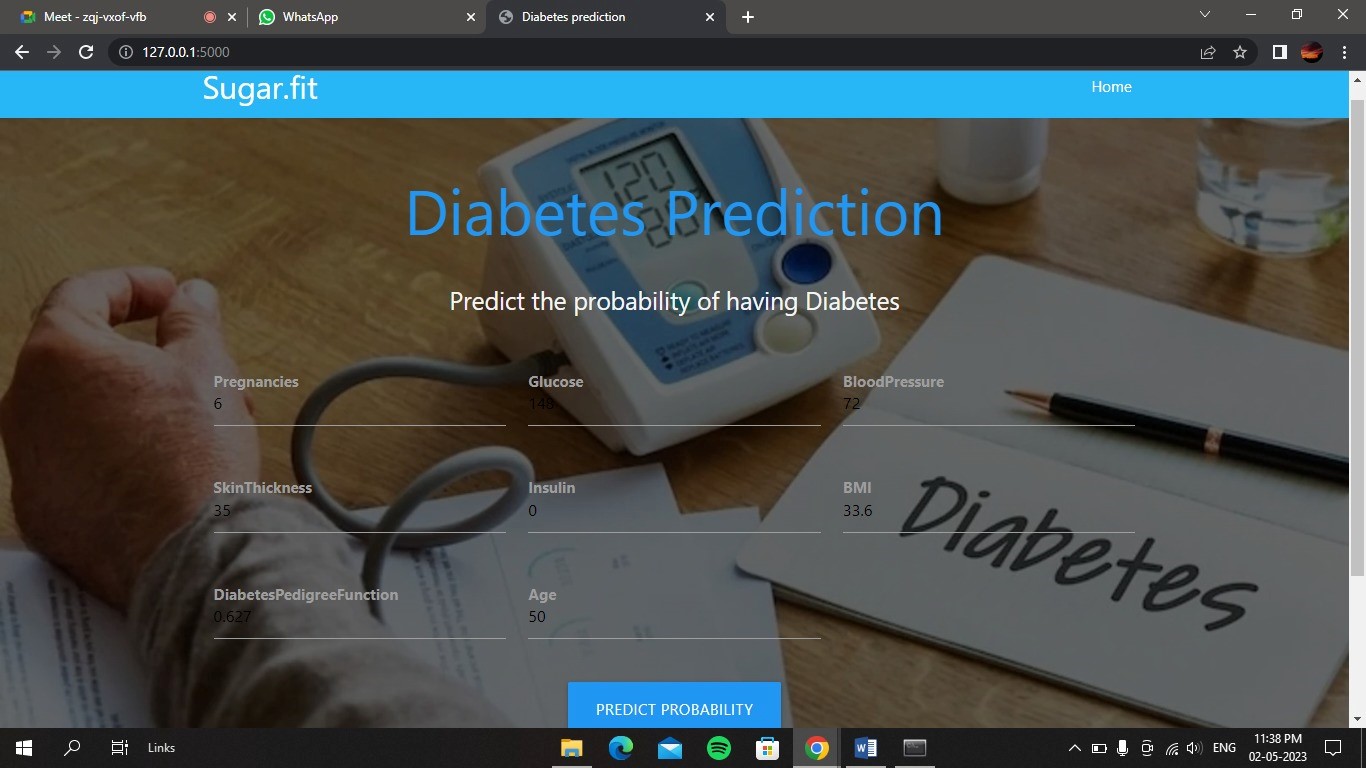 Meet - zqj-vxof-vfb
WhatsApp
Diabetes prediction
127.0.0.1:5000
Sugar.fit
Home
120
Diabetes Prediction
Predict the probability of having Diabetes
Pregnancies
Glucose
BloodPressure
6
148
72
SkinThickness
Insulin
BMI
35
0
33.6
Diabetes
DiabetesPedigreeFunction
Age
0.627
50
PREDICT PROBABILITY
Links
ENG
11:38 PM
02-05-2023